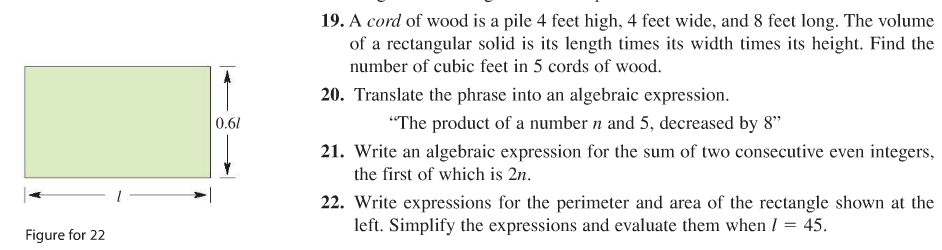 19. A cord of wood is a pile 4 feet high, 4 feet wide, and 8 feet long. The volume
of a rectangular solid is its length times its width times its height. Find the
number of cubic feet in 5 cords of wood.
20. Translate the phrase into an algebraic expression.
“The product of a number n and 5, decreased by 8”
21. Write an algebraic expression for the sum of two consecutive even integers,
the first of which is 2n.
22. Write expressions for the perimeter and area of the rectangle shown at the
left. Simplify the expressions and evaluate them when l = 45.
0.6l
l
Figure for 22